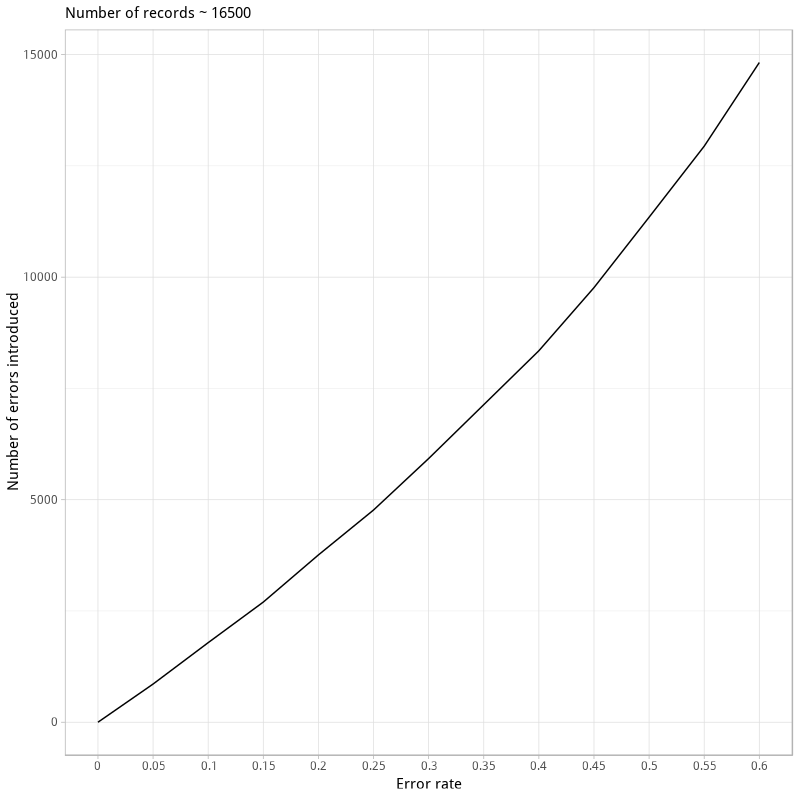 Number of records ~ 16500
Number of errors introduced
15000
10000
5000
0
0 0.05 0.1 0.15 0.2 0.25 0.3 0.35 0.4 0.45 0.5 0.55 0.6
Error rate